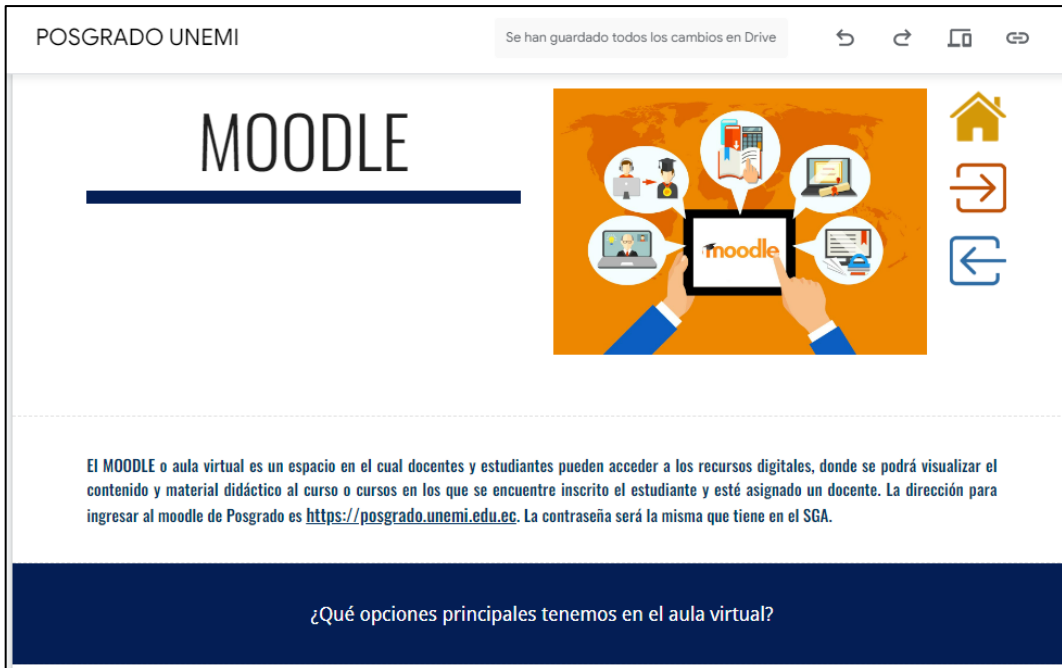 POSGRADO UNEMI
Se han guardado todos los cambios en Drive
MOODLE
moodle
El MOODLE o aula virtual es un espacio en el cual docentes y estudiantes pueden acceder a los recursos digitales, donde se podrá visualizar el
contenido y material didáctico al curso o cursos en los que se encuentre inscrito el estudiante y esté asignado un docente. La dirección para
ingresar al moodle de Posgrado es https://posgrado.unemi.edu.ec. La contraseña será la misma que tiene en el SGA.
¿Qué opciones principales tenemos en el aula virtual?